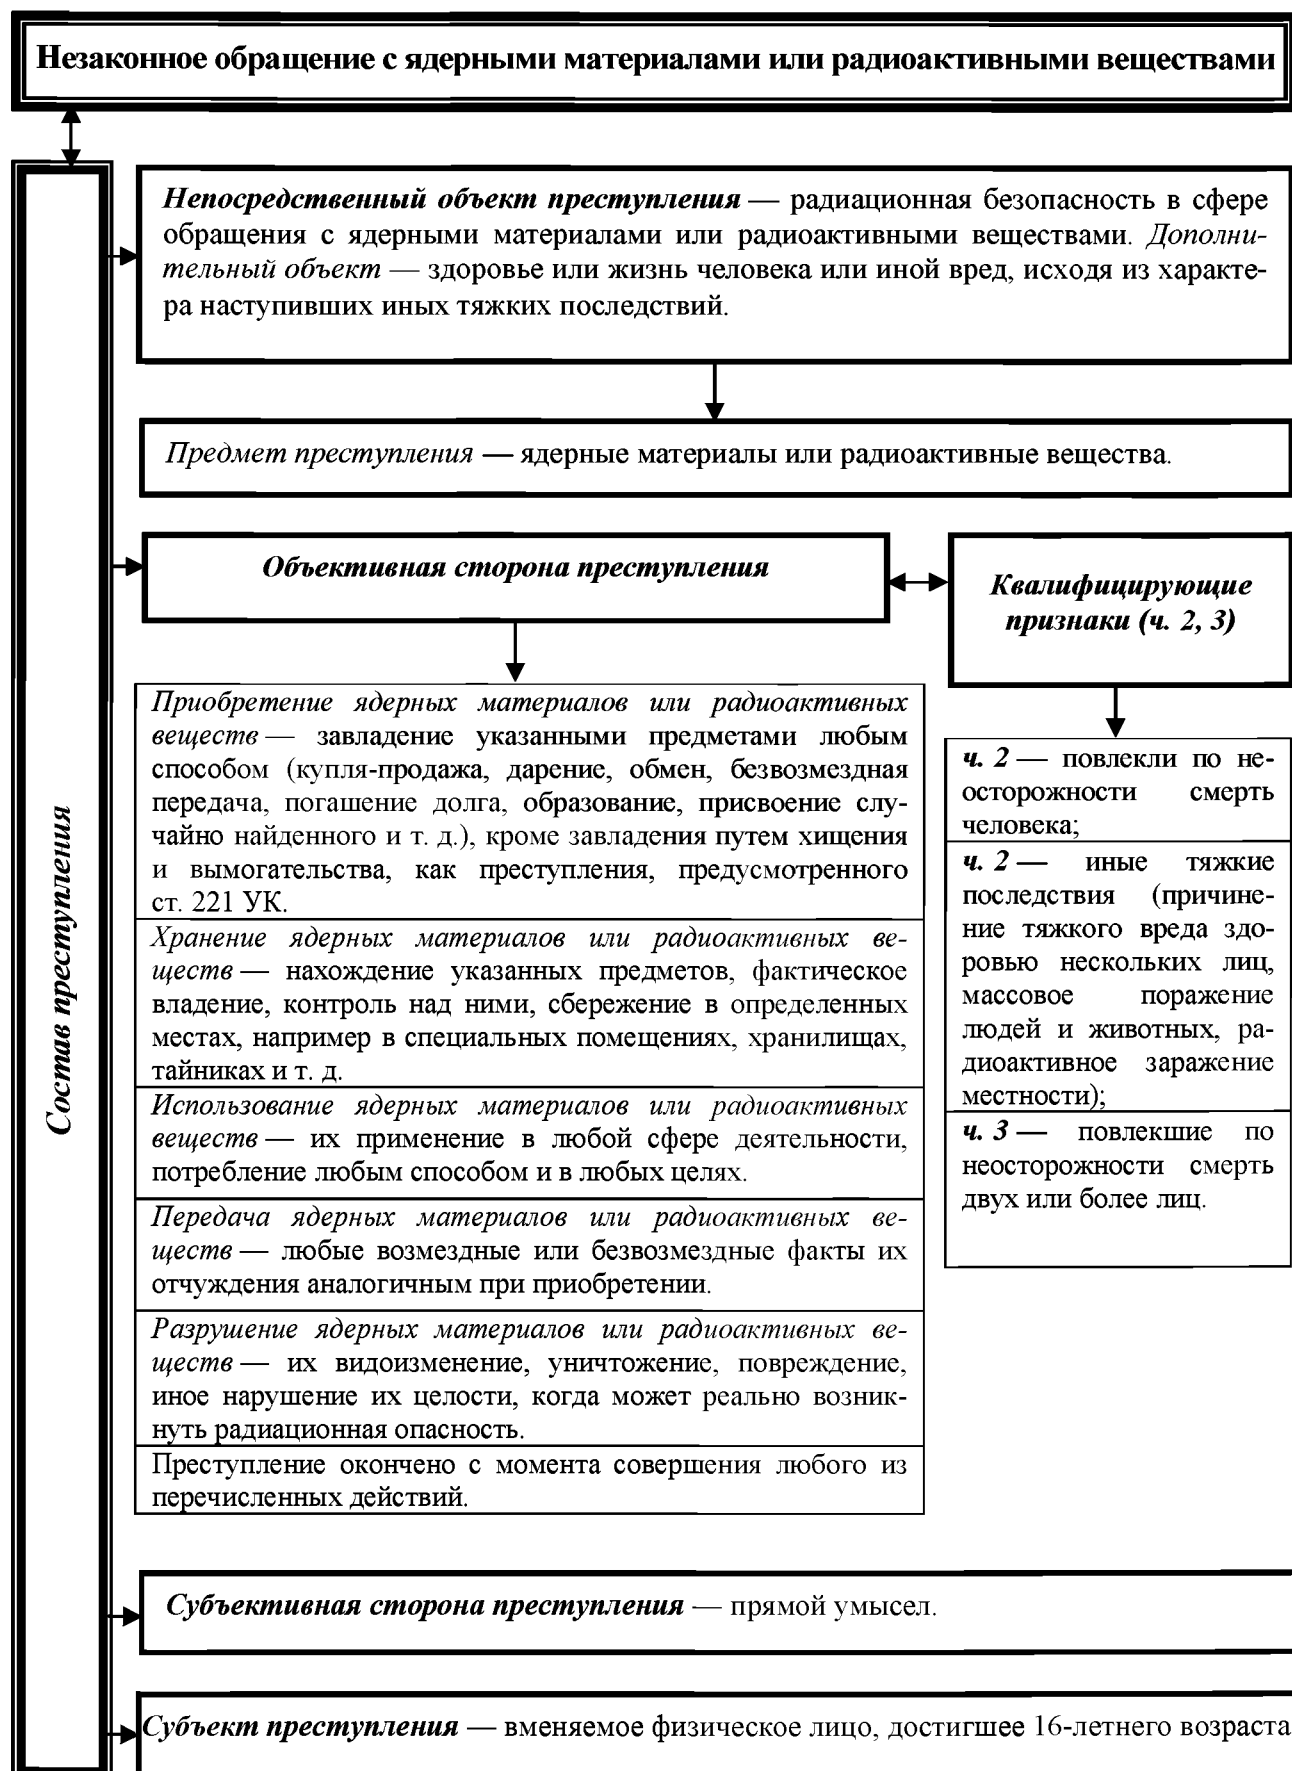 Незаконное обращение с ядерными материалами или радиоактивными веществами
Состав преступления
Непосредственный объект преступления — радиационная безопасность в сфере
обращения с ядерными материалами или радиоактивными веществами. Дополни-
тельный объект — здоровье или жизнь человека или иной вред, исходя из характе-
ра наступивших иных тяжких последствий.
Предмет преступления — ядерные материалы или радиоактивные вещества.
Объективная сторона преступления
Приобретение ядерных материалов или радиоактивных
веществ — завладение указанными предметами любым
способом (купля-продажа, дарение, обмен, безвозмездная
передача, погашение долга, образование, присвоение слу-
чайно найденного и т. д.), кроме завладения путем хищения
и вымогательства, как преступления, предусмотренного
ст. 221 УК.
Хранение ядерных материалов или радиоактивных ве-
ществ — нахождение указанных предметов, фактическое
владение, контроль над ними, сбережение в определенных
местах, например в специальных помещениях, хранилищах,
тайниках и т. д.
Использование ядерных материалов или радиоактивных
веществ — их применение в любой сфере деятельности,
потребление любым способом и в любых целях.
Передача ядерных материалов или радиоактивных ве-
ществ — любые возмездные или безвозмездные факты их
отчуждения аналогичным при приобретении.
Разрушение ядерных материалов или радиоактивных ве-
ществ — их видоизменение, уничтожение, повреждение,
иное нарушение их целости, когда может реально возник-
нуть радиационная опасность.
Преступление окончено с момента совершения любого из
перечисленных действий.
Квалифицирующие
признаки (ч. 2, 3)
ч. 2 — повлекли по не-
осторожности смерть
человека;
ч. 2 — иные тяжкие
последствия (причине-
ние тяжкого вреда здо-
ровью нескольких лиц,
массовое поражение
людей и животных, ра-
диоактивное заражение
местности);
ч. 3 — повлекшие по
неосторожности смерть
двух или более лиц.
Субъективная сторона преступления — прямой умысел.
Субъект преступления — вменяемое физическое лицо, достигшее 16-летнего возраста